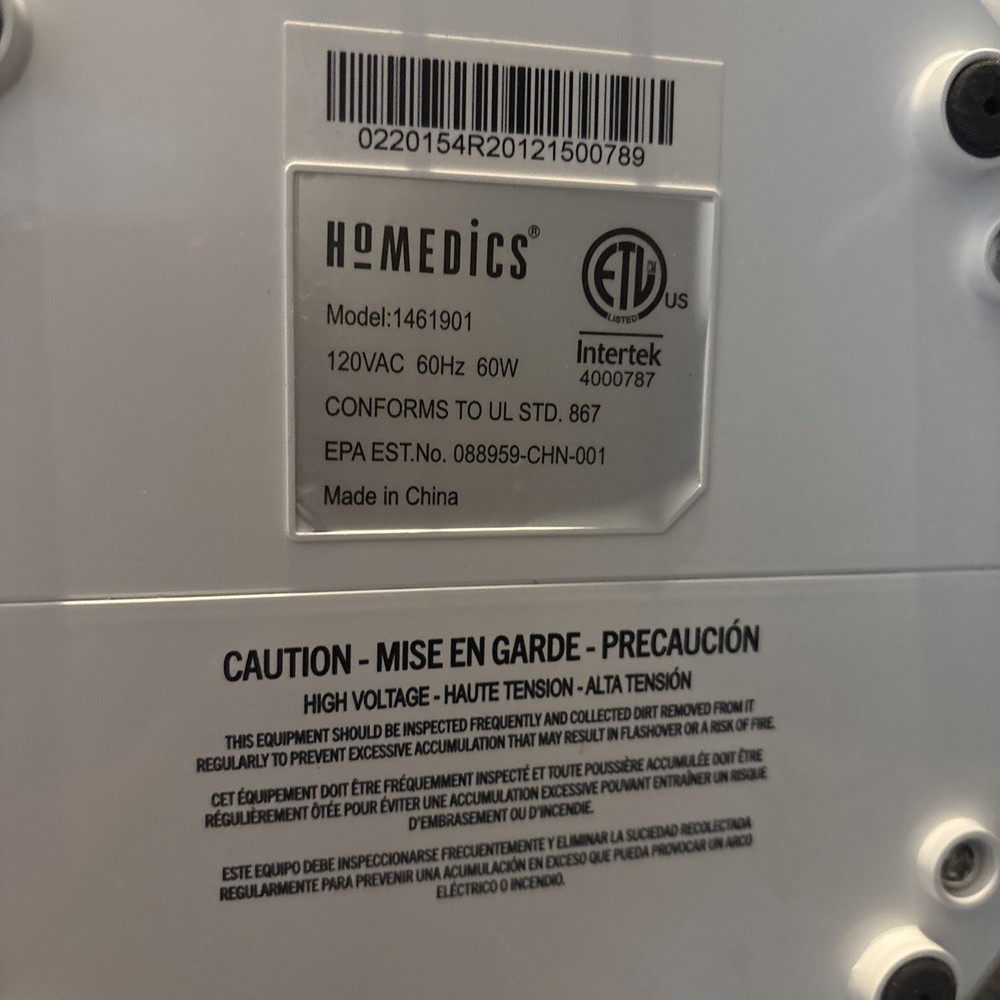 0220154R20121500789
HOMEDICS®
Model:1461901
120VAC 60Hz 60W
CONFORMS TO UL STD. 867
EPA EST.No. 088959-CHN-001
Made in China
ETL CM
LISTED
US
Intertek
4000787
CAUTION - MISE EN GARDE - PRECAUCIÓN
HIGH VOLTAGE - HAUTE TENSION - ALTA TENSIÓN
THIS EQUIPMENT SHOULD BE INSPECTED FREQUENTLY AND COLLECTED DIRT REMOVED FROM IT
REGULARLY TO PREVENT EXCESSIVE ACCUMULATION THAT MAY RESULT IN FLASHOVER OR A RISK OF FIRE.
CET ÉQUIPEMENT DOIT ÊTRE FRÉQUEMMENT INSPECTÉ ET TOUTE POUSSIÈRE ACCUMULÉE DOIT ÊTRE
RÉGULIÈREMENT ÔTÉE POUR ÉVITER UNE ACCUMULATION EXCESSIVE POUVANT ENTRAÎNER UN RISQUE
D'EMBRASEMENT OU D'INCENDIE.
ESTE EQUIPO DEBE INSPECCIONARSE FRECUENTEMENTE Y ELIMINAR LA SUCIEDAD RECOLECTADA
REGULARMENTE PARA PREVENIR UNA ACUMULACIÓN EN EXCESO QUE PUEDA PROVOCAR UN ARCO
ELÉCTRICO O INCENDIO.